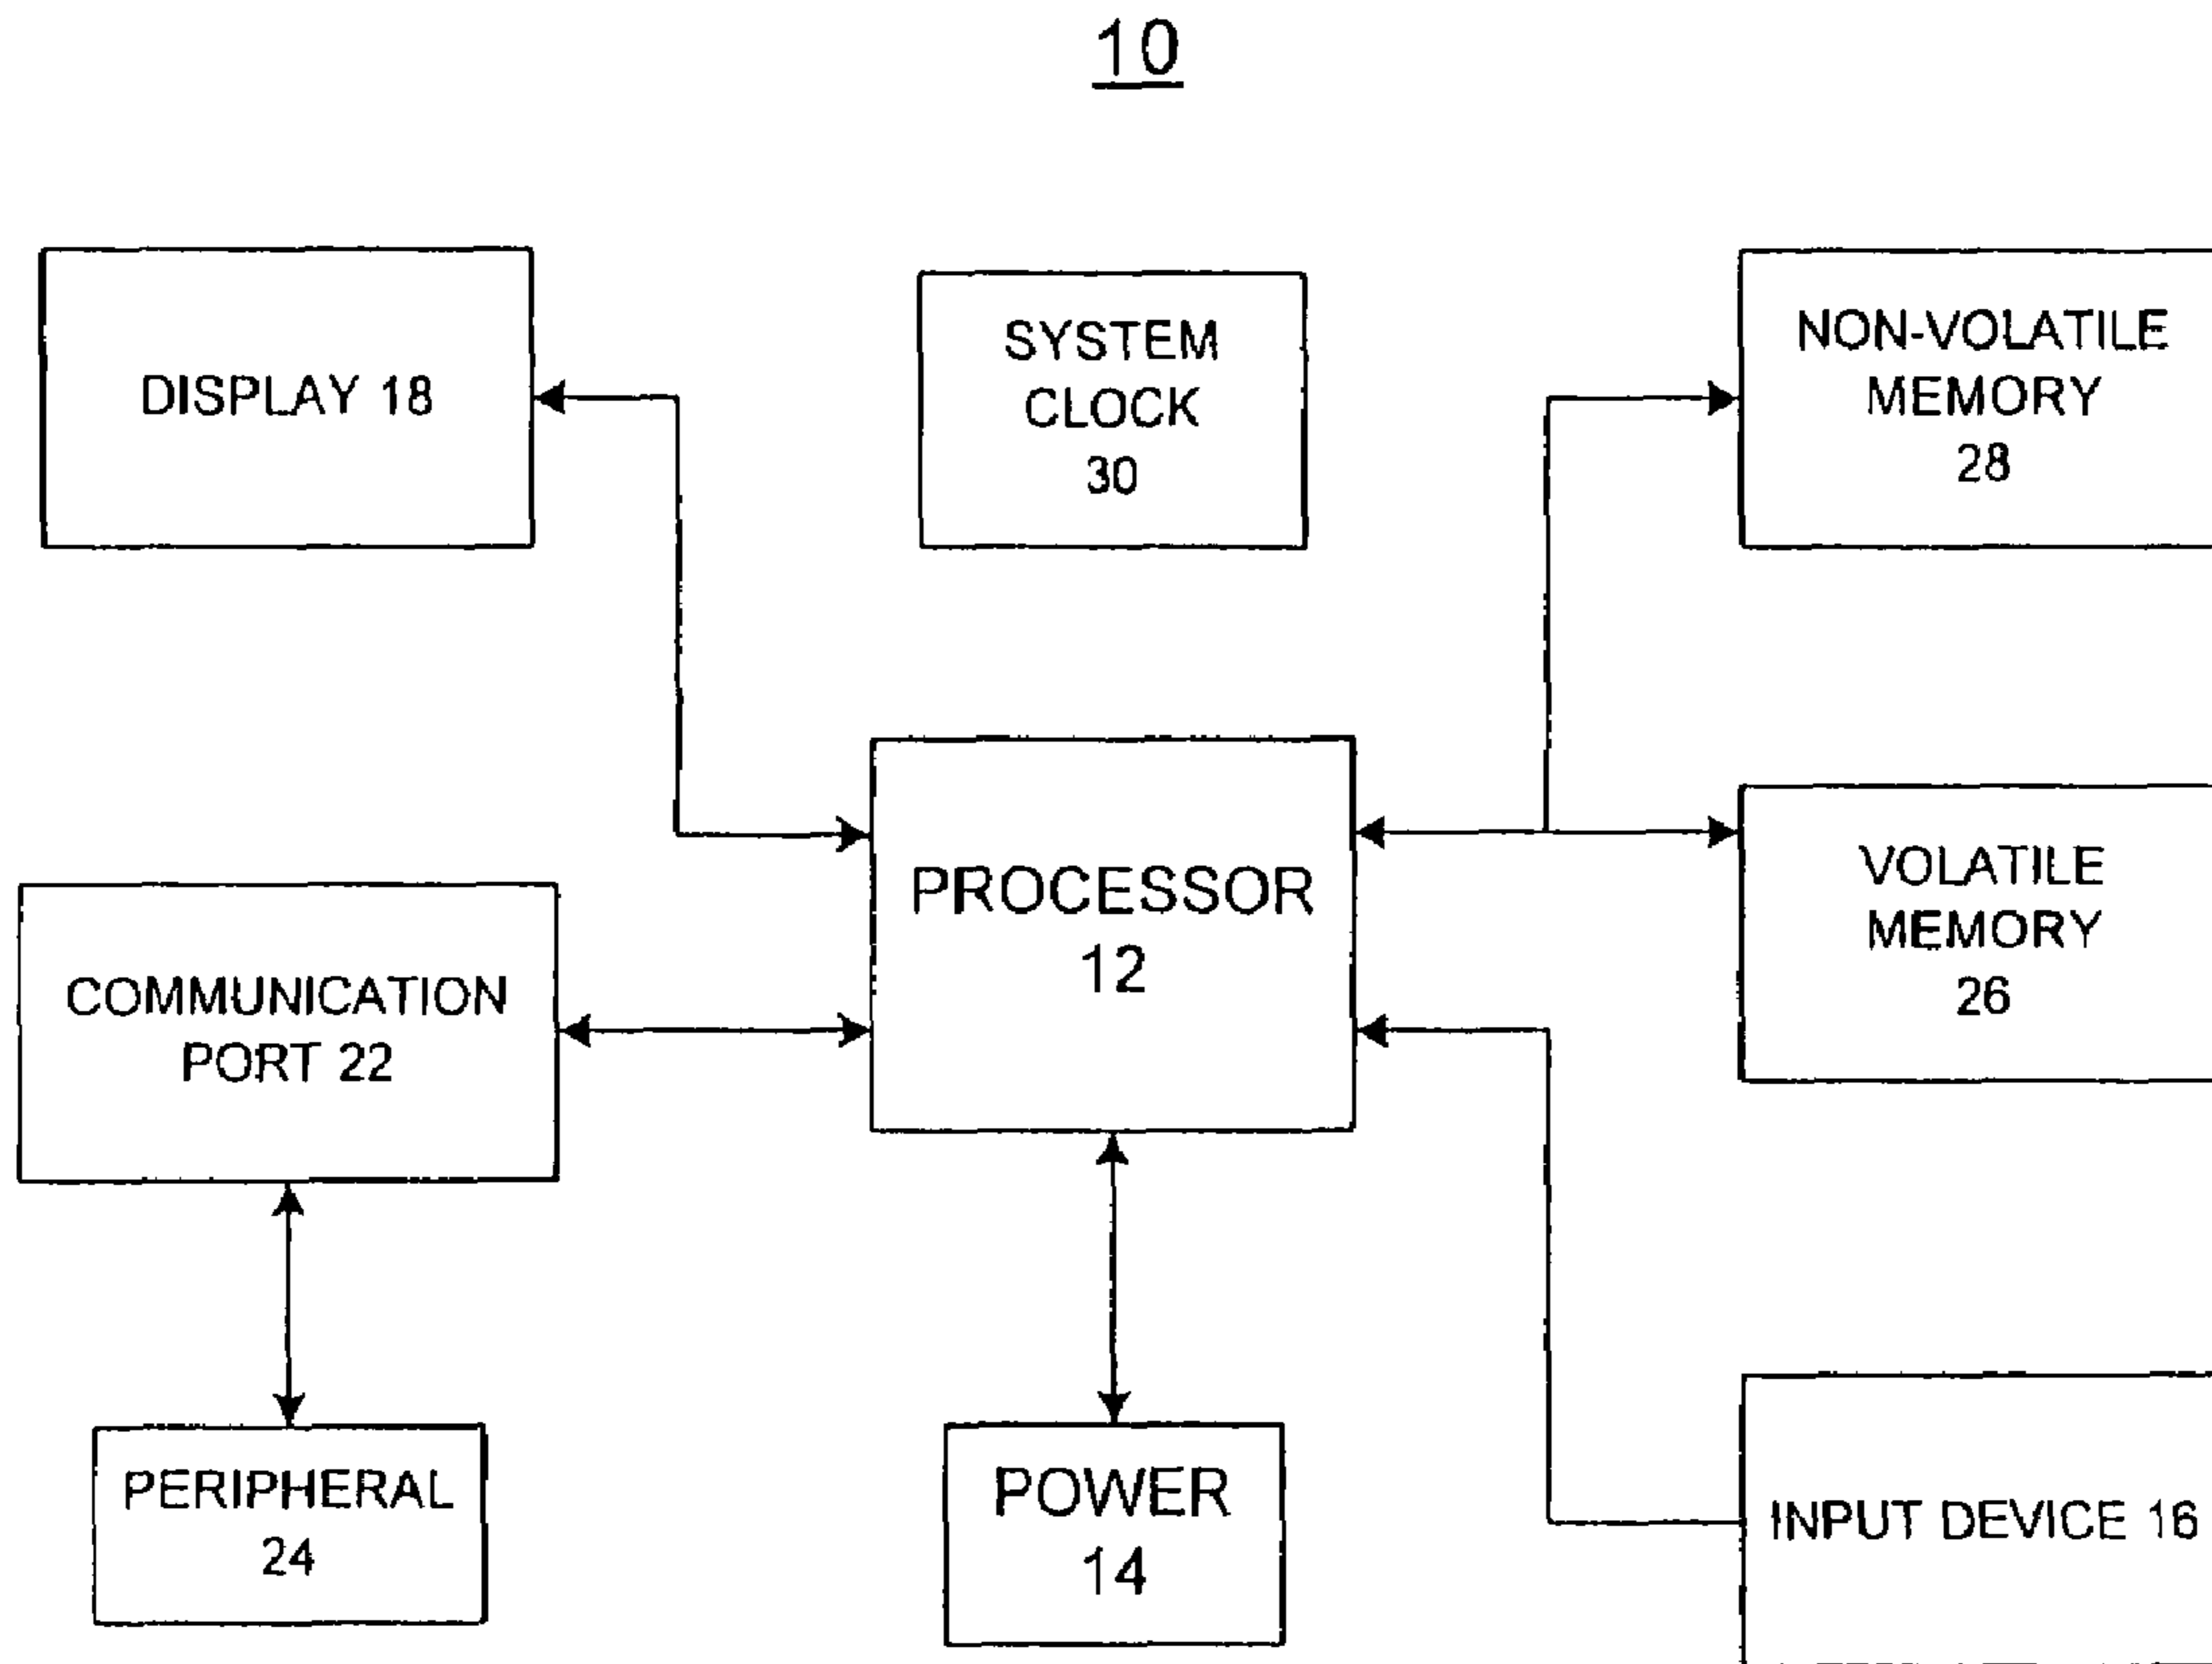 10
DISPLAY 18
SYSTEM
CLOCK
30
NON-VOLATILE
MEMORY
28
PROCESSOR
12
VOLATILE
MEMORY
26
COMMUNICATION
PORT 22
PERIPHERAL
24
POWER
14
INPUT DEVICE 16